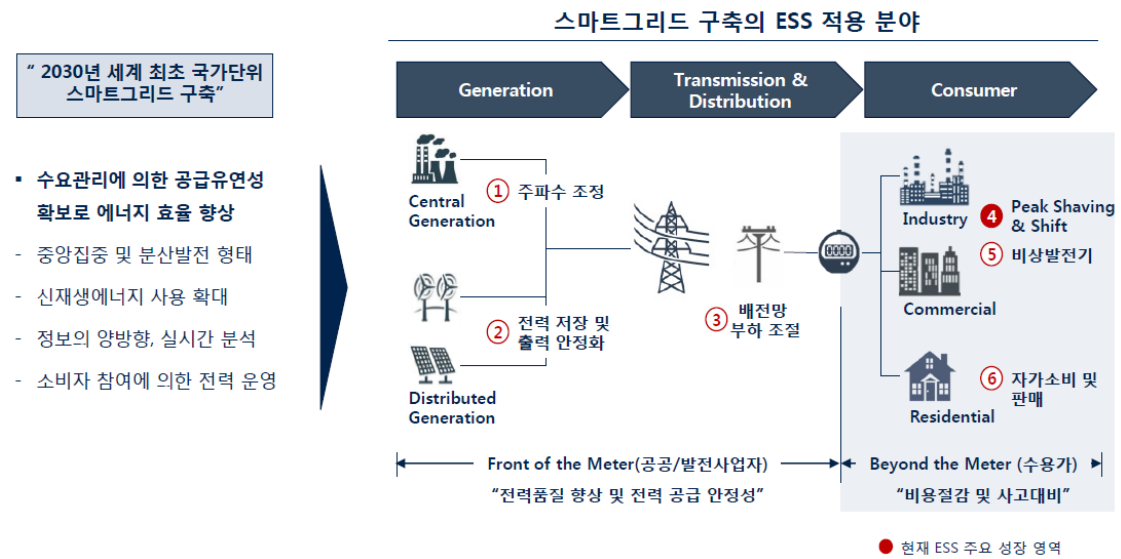 스마트그리드 구축의 ESS 적용 분야
“ 2030년 세계 최초 국가단위
스마트그리드 구축”
▪ 수요관리에 의한 공급유연성
확보로 에너지 효율 향상
- 중앙집중 및 분산발전 형태
- 신재생에너지 사용 확대
- 정보의 양방향, 실시간 분석
- 소비자 참여에 의한 전력 운영
Generation
Transmission &
Distribution
Consumer
Central
Generation
① 주파수 조정
② 전력 저장 및
출력 안정화
Distributed
Generation
③ 배전망
부하 조절
0000
Industry
④ Peak Shaving
& Shift
⑤ 비상발전기
Commercial
⑥ 자가소비 및
판매
Residential
Front of the Meter(공공/발전사업자)
“전력품질 향상 및 전력 공급 안정성”
Beyond the Meter (수용가)
“비용절감 및 사고대비”
● 현재 ESS 주요 성장 영역